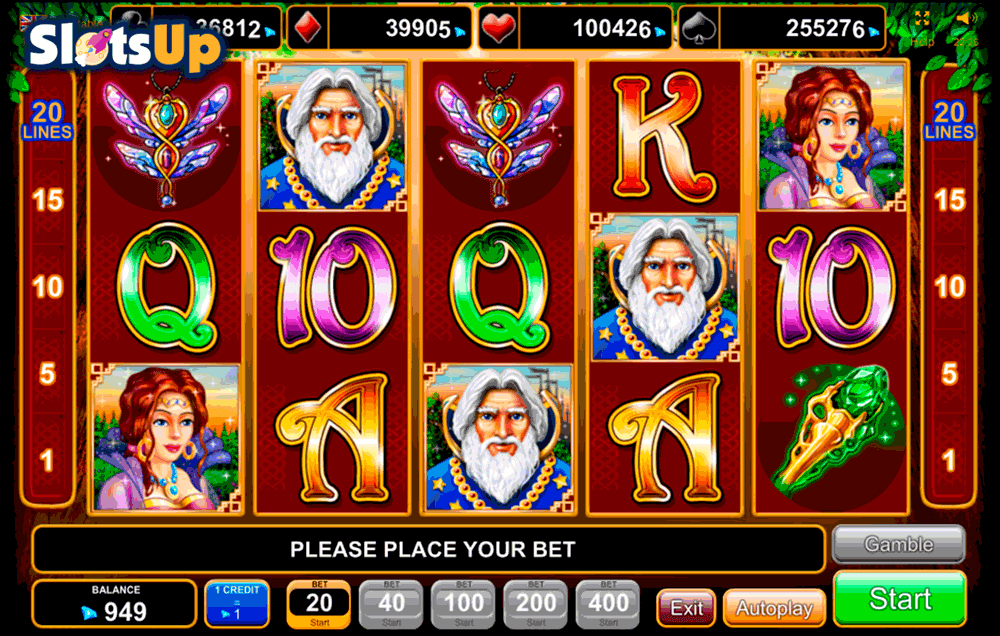 SlotsUp
36812
39905
100426
255276
Help
20
LINES
15
10
5
1
K
Q
10
Q
10
A
A
20
LINES
15
10
5
1
PLEASE PLACE YOUR BET
Gamble
BALANCE
949
1 CREDIT
=
1
BET
20
Start
BET
40
Start
BET
100
Start
BET
200
Start
BET
400
Start
Exit
Autoplay
Start